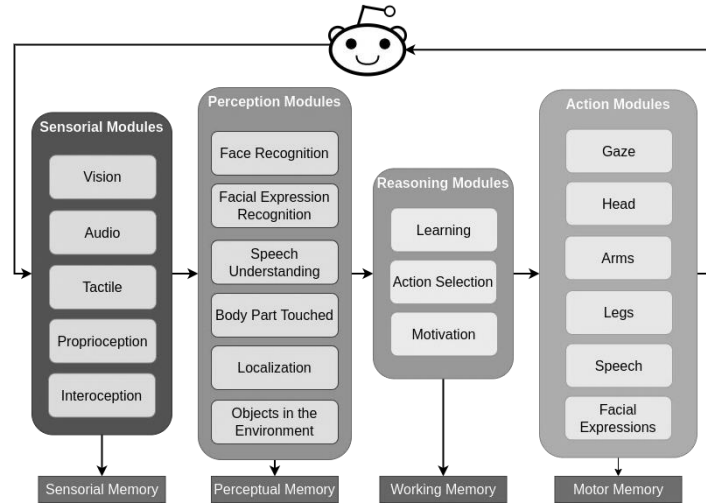 Sensorial Modules
Vision
Audio
Tactile
Proprioception
Interoception
Sensorial Memory
Perception Modules
Face Recognition
Facial Expression
Recognition
Speech
Understanding
Body Part Touched
Localization
Objects in the
Environment
Perceptual Memory
Reasoning Modules
Learning
Action Selection
Motivation
Working Memory
Action Modules
Gaze
Head
Arms
Legs
Speech
Facial
Expressions
Motor Memory